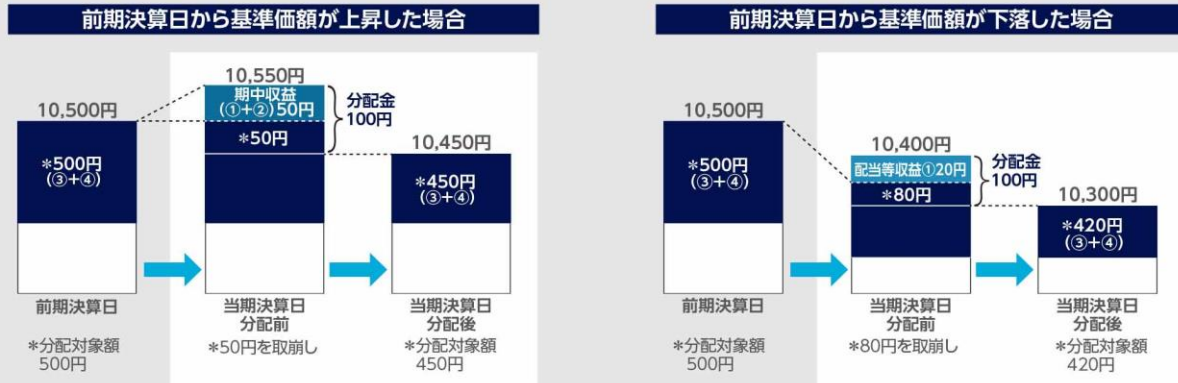 前期決算日から基準価額が上昇した場合
10,500円
*500円
(③+④)
前期決算日
*分配対象額
500円
10,550円
期中収益
(①+②)50円
*50円
分配金
100円
当期決算日
分配前
*50円を取崩し
10,450円
*450円
(③+④)
当期決算日
分配後
*分配対象額
450円
前期決算日から基準価額が下落した場合
10,500円
*500円
(③+④)
前期決算日
*分配対象額
500円
10,400円
配当等収益①20円
*80円
分配金
100円
当期決算日
分配前
*80円を取崩し
10,300円
*420円
(③+④)
当期決算日
分配後
*分配対象額
420円